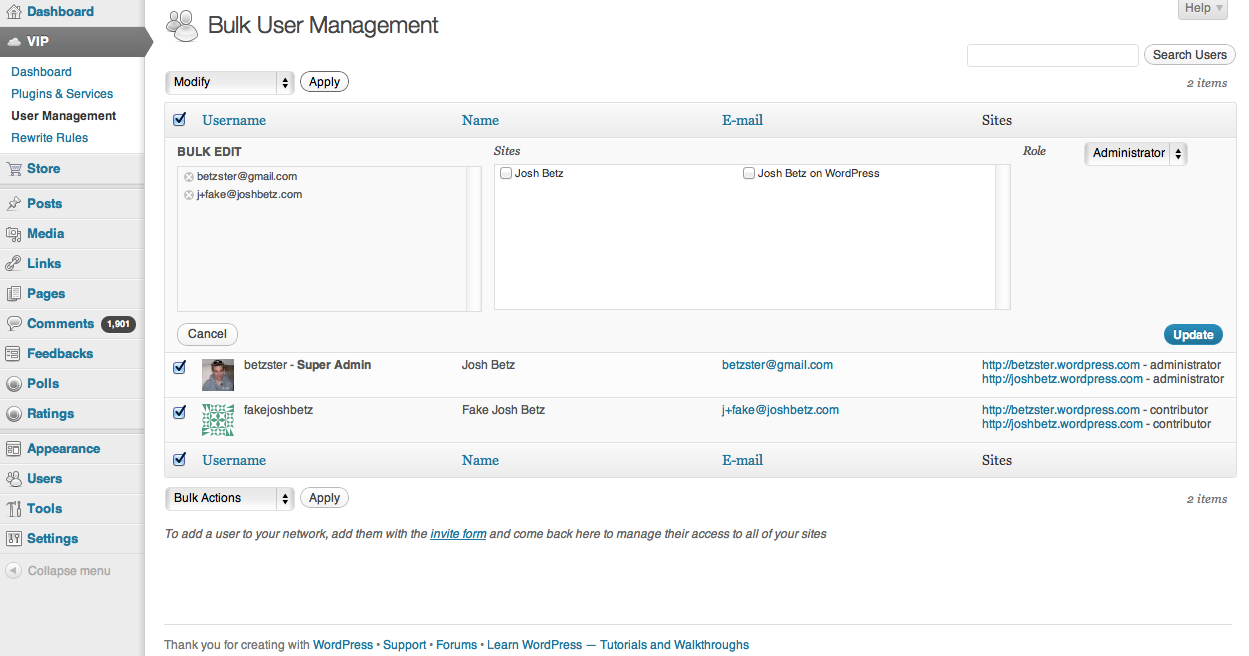 Dashboard
VIP
Dashboard
Plugins & Services
User Management
Rewrite Rules
Store
Posts
Media
Links
Pages
Comments 1,901
Feedbacks
Polls
Ratings
Appearance
Users
Tools
Settings
Collapse menu
Help
Bulk User Management
Search Users
Modify Apply
2 items
Username Name E-mail Sites
BULK EDIT Sites Role Administrator
betzster@gmail.com Josh Betz Josh Betz on WordPress
j+fake@joshbetz.com
Cancel Update
betzster - Super Admin Josh Betz betzster@gmail.com http://betzster.wordpress.com - administrator
http://joshbetz.wordpress.com - administrator
fakejoshbetz Fake Josh Betz j+fake@joshbetz.com http://betzster.wordpress.com - contributor
http://joshbetz.wordpress.com - contributor
Username Name E-mail Sites
Bulk Actions Apply 2 items
To add a user to your network, add them with the invite form and come back here to manage their access to all of your sites
Thank you for creating with WordPress • Support • Forums • Learn WordPress — Tutorials and Walkthroughs